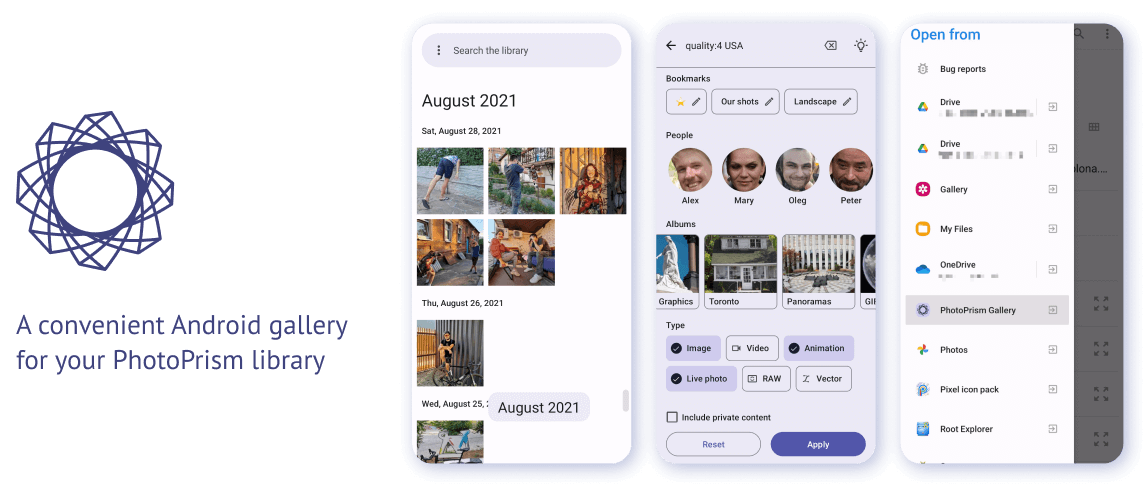 A convenient Android gallery
for your PhotoPrism library
Search the library
August 2021
Sat, August 28, 2021
Thu, August 26, 2021
Wed, August 25, 2
August 2021
quality:4 USA
Bookmarks
Our shots
Landscape
People
Alex
Mary
Oleg
Peter
Albums
Graphics
Toronto
Panoramas
GIF
Type
Image
Video
Animation
Live photo
RAW
Vector
Include private content
Reset
Apply
Open from
Bug reports
Drive
Drive
Gallery
My Files
OneDrive
PhotoPrism Gallery
Photos
Pixel icon pack
Root Explorer
lona...